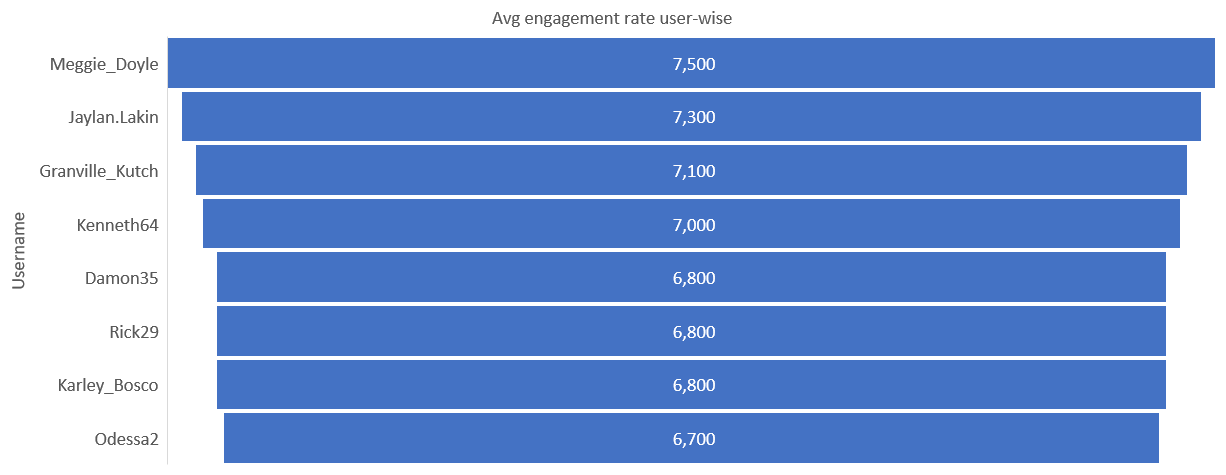 Avg engagement rate user-wise
Username
Meggie_Doyle 7,500
Jaylan.Lakin 7,300
Granville_Kutch 7,100
Kenneth64 7,000
Damon35 6,800
Rick29 6,800
Karley_Bosco 6,800
Odessa2 6,700